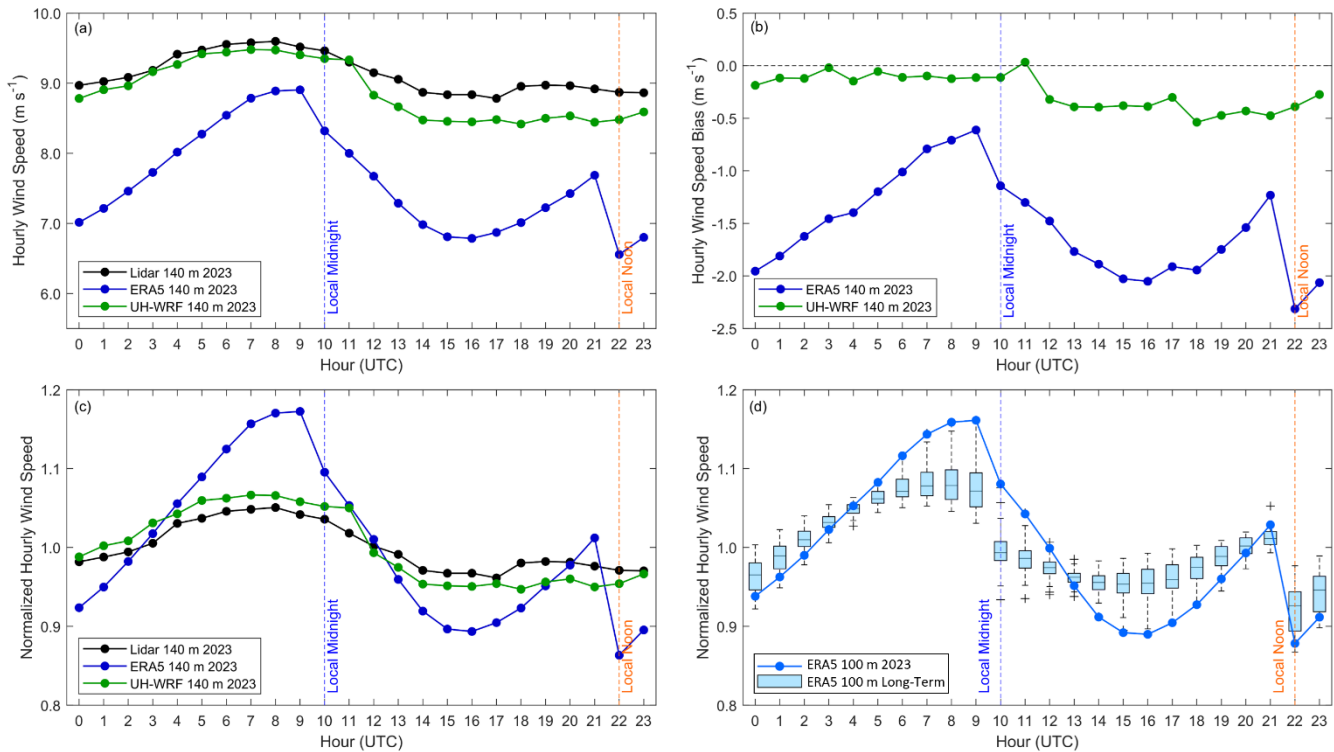 (a)
Hourly Wind Speed (m s⁻¹)
10.0
9.0
8.0
7.0
6.0
Lidar 140 m 2023
ERA5 140 m 2023
UH-WRF 140 m 2023
Local Midnight
Local Noon
0 1 2 3 4 5 6 7 8 9 10 11 12 13 14 15 16 17 18 19 20 21 22 23
Hour (UTC)
(b)
Hourly Wind Speed Bias (m s⁻¹)
0.0
-0.5
-1.0
-1.5
-2.0
-2.5
ERA5 140 m 2023
UH-WRF 140 m 2023
Local Midnight
Local Noon
0 1 2 3 4 5 6 7 8 9 10 11 12 13 14 15 16 17 18 19 20 21 22 23
Hour (UTC)
(c)
Normalized Hourly Wind Speed
1.2
1.1
1.0
0.9
0.8
Lidar 140 m 2023
ERA5 140 m 2023
UH-WRF 140 m 2023
Local Midnight
Local Noon
0 1 2 3 4 5 6 7 8 9 10 11 12 13 14 15 16 17 18 19 20 21 22 23
Hour (UTC)
(d)
Normalized Hourly Wind Speed
1.2
1.1
1.0
0.9
0.8
ERA5 100 m 2023
ERA5 100 m Long-Term
Local Midnight
Local Noon
0 1 2 3 4 5 6 7 8 9 10 11 12 13 14 15 16 17 18 19 20 21 22 23
Hour (UTC)